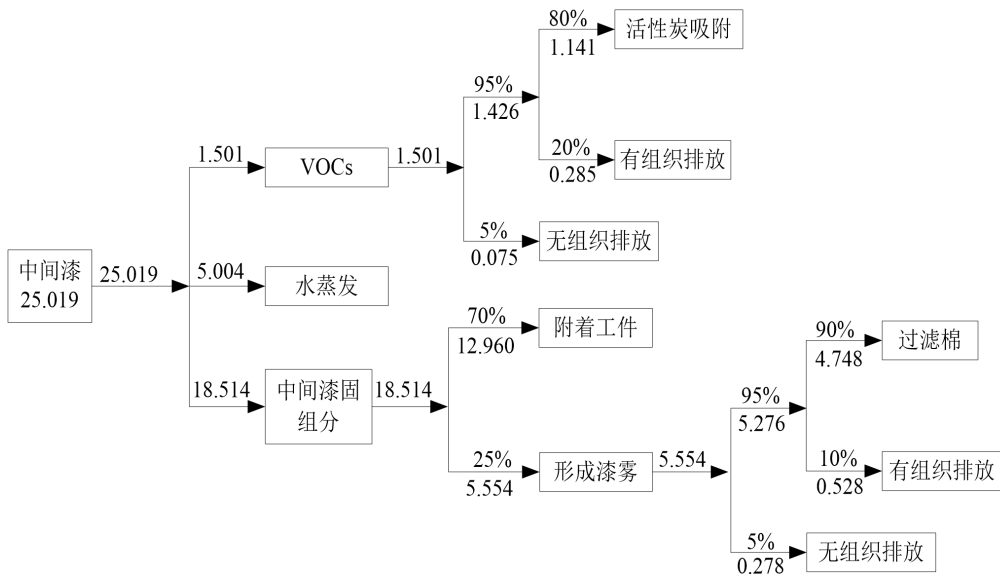 80%
活性炭吸附
1.141
95%
1.426
20%
有组织排放
0.285
1.501
VOCs
1.501
5%
无组织排放
0.075
中间漆
25.019
25.019
5.004
水蒸发
70%
附着工件
12.960
90%
过滤棉
4.748
18.514
中间漆固
组分
18.514
95%
5.276
25%
形成漆雾
5.554
5.554
10%
有组织排放
0.528
5%
无组织排放
0.278